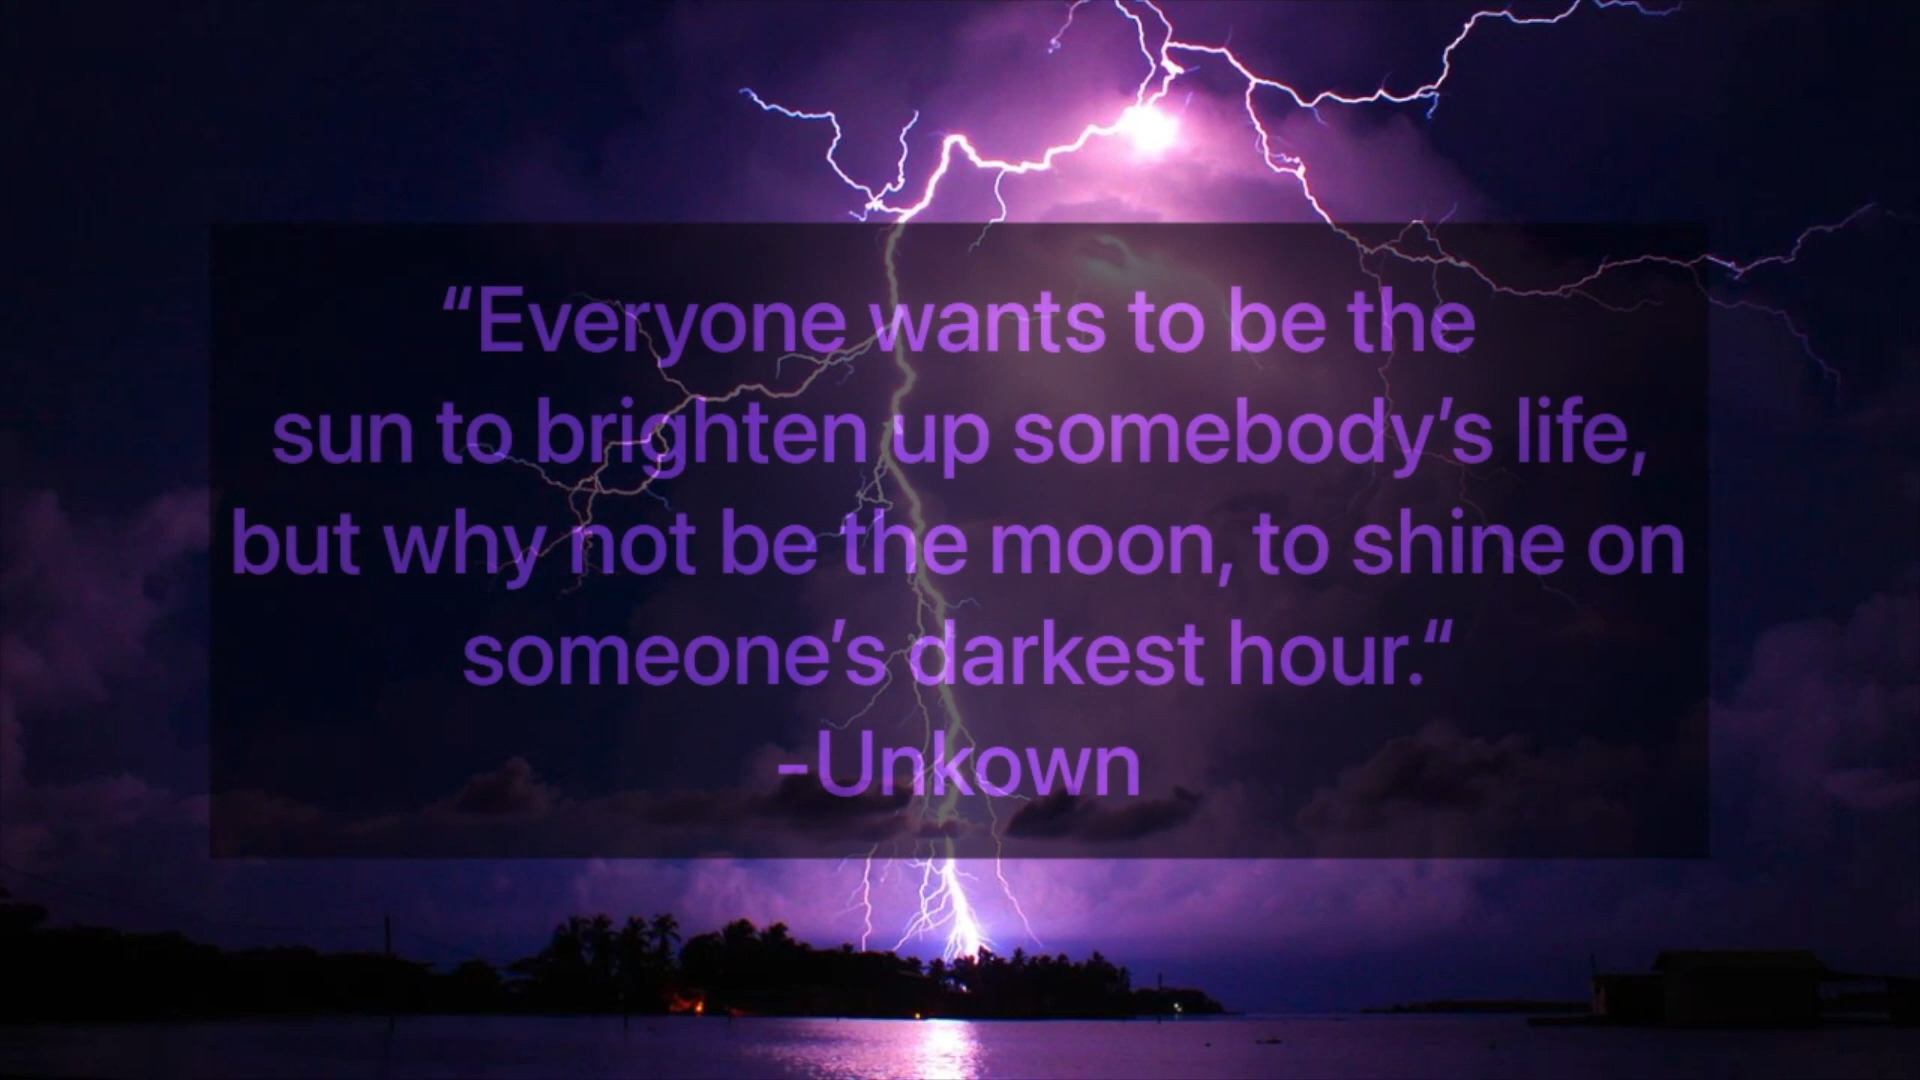 “Everyone wants to be the
sun to brighten up somebody’s life,
but why not be the moon, to shine on
someone’s darkest hour.“
-Unkown